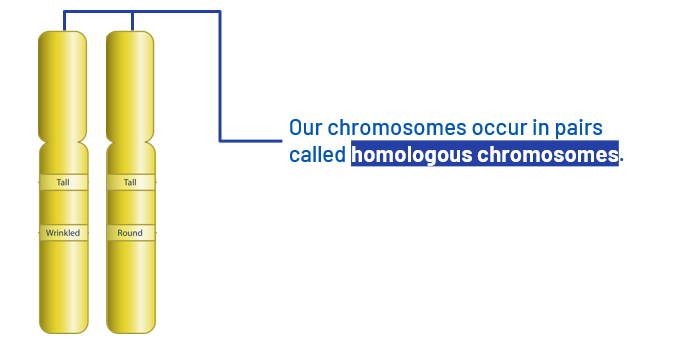 Our chromosomes occur in pairs
called homologous chromosomes.
Tall Tall
Wrinkled Round